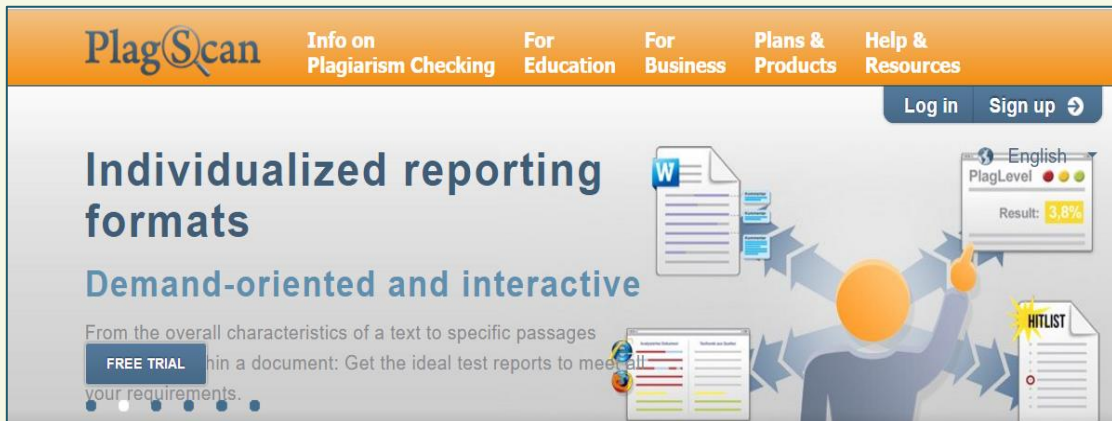 PlagScan
Info on
Plagiarism Checking
For
Education
For
Business
Plans &
Products
Help &
Resources
Log in
Sign up
English
Individualized reporting
formats
Demand-oriented and interactive
From the overall characteristics of a text to specific passages
FREE TRIAL hin a document: Get the ideal test reports to meet all
your requirements.
W
PlagLevel
Result: 3,8%
HITLIST